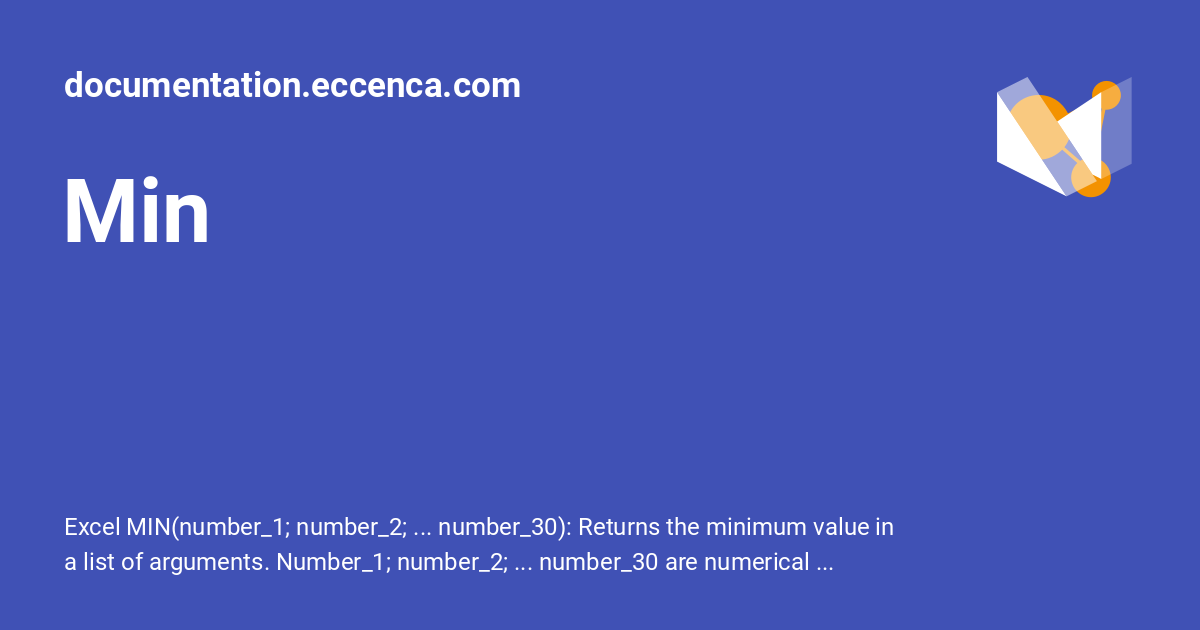 documentation.eccenca.com
Min
Excel MIN(number_1; number_2; ... number_30): Returns the minimum value in
a list of arguments. Number_1; number_2; ... number_30 are numerical ...